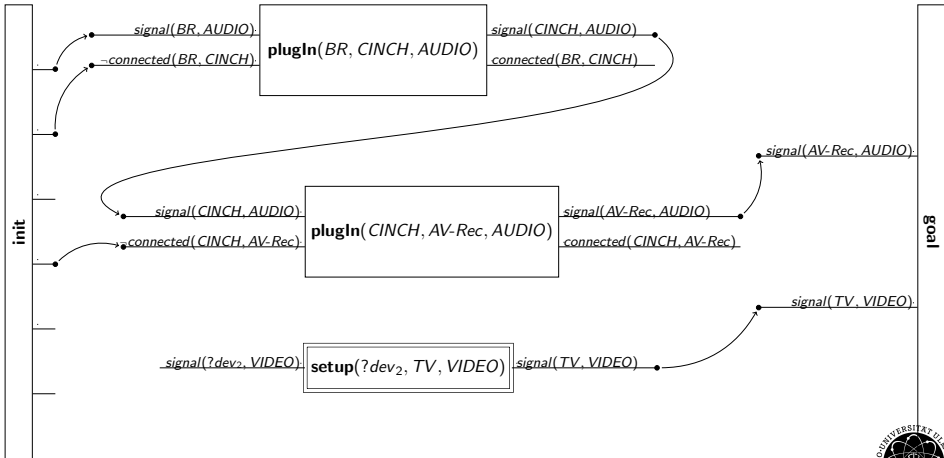 signal(BR, AUDIO)
¬connected(BR, CINCH)
plugIn(BR, CINCH, AUDIO)
signal(CINCH, AUDIO)
connected(BR, CINCH)
signal(AV-Rec, AUDIO)
init
signal(CINCH, AUDIO)
¬connected(CINCH, AV-Rec)
plugIn(CINCH, AV-Rec, AUDIO)
signal(AV-Rec, AUDIO)
connected(CINCH, AV-Rec)
goal
signal(TV, VIDEO)
signal(?dev₂, VIDEO)
setup(?dev₂, TV, VIDEO)
signal(TV, VIDEO)